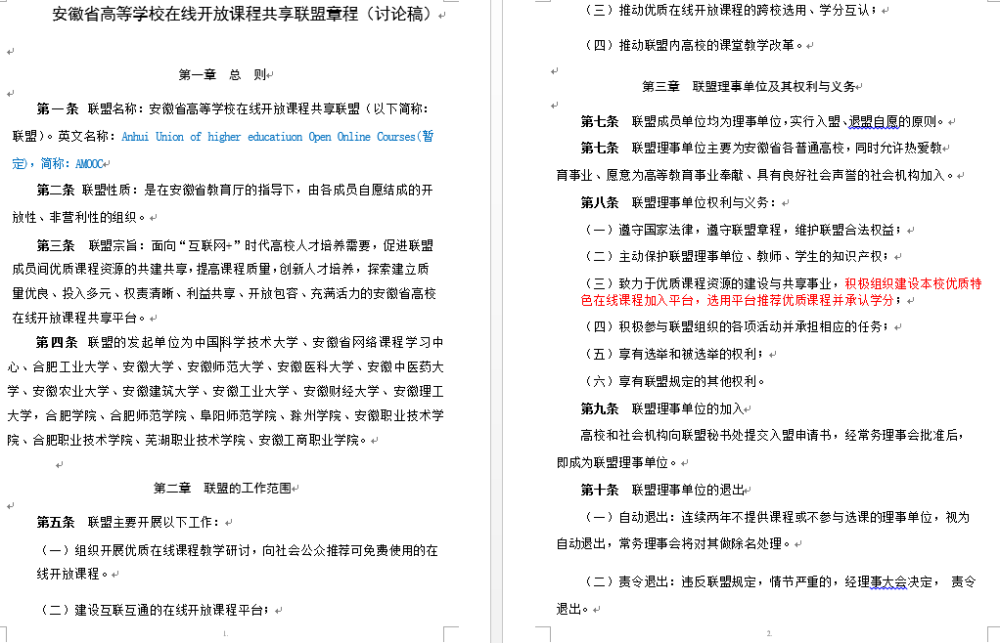 安徽省高等学校在线开放课程共享联盟章程（讨论稿）
第一章 总 则
第一条 联盟名称：安徽省高等学校在线开放课程共享联盟（以下简称：
联盟）。英文名称：Anhui Union of higher educatiuon Open Online Courses(暂
定)，简称：AMOOC
第二条 联盟性质：是在安徽省教育厅的指导下，由各成员自愿结成的开
放性、非营利性的组织。
第三条 联盟宗旨：面向“互联网+”时代高校人才培养需要，促进联盟
成员间优质课程资源的共建共享，提高课程质量，创新人才培养，探索建立质
量优良、投入多元、权责清晰、利益共享、开放包容、充满活力的安徽省高校
在线开放课程共享平台。
第四条 联盟的发起单位为中国科学技术大学、安徽省网络课程学习中
心、合肥工业大学、安徽大学、安徽师范大学、安徽医科大学、安徽中医药大
学、安徽农业大学、安徽建筑大学、安徽工业大学、安徽财经大学、安徽理工
大学，合肥学院、合肥师范学院、阜阳师范学院、滁州学院、安徽职业技术学
院、合肥职业技术学院、芜湖职业技术学院、安徽工商职业学院。
第二章 联盟的工作范围
第五条 联盟主要开展以下工作：
（一）组织开展优质在线课程教学研讨，向社会公众推荐可免费使用的在
线开放课程。
（二）建设互联互通的在线开放课程平台；
1.
（三）推动优质在线开放课程的跨校选用、学分互认；
（四）推动联盟内高校的课堂教学改革。
第三章 联盟理事单位及其权利与义务
第七条 联盟成员单位均为理事单位，实行入盟、退盟自愿的原则。
第七条 联盟理事单位主要为安徽省各普通高校，同时允许热爱教
育事业、愿意为高等教育事业奉献、具有良好社会声誉的社会机构加入。
第八条 联盟理事单位权利与义务：
（一）遵守国家法律，遵守联盟章程，维护联盟合法权益；
（二）主动保护联盟理事单位、教师、学生的知识产权；
（三）致力于优质课程资源的建设与共享事业，积极组织建设本校优质特
色在线课程加入平台，选用平台推荐优质课程并承认学分；
（四）积极参与联盟组织的各项活动并承担相应的任务；
（五）享有选举和被选举的权利；
（六）享有联盟规定的其他权利。
第九条 联盟理事单位的加入
高校和社会机构向联盟秘书处提交入盟申请书，经常务理事会批准后，
即成为联盟理事单位。
第十条 联盟理事单位的退出
（一）自动退出：连续两年不提供课程或不参与选课的理事单位，视为
自动退出，常务理事会将对其做除名处理。
（二）责令退出：违反联盟规定，情节严重的，经理事大会决定， 责令
退出。
2.